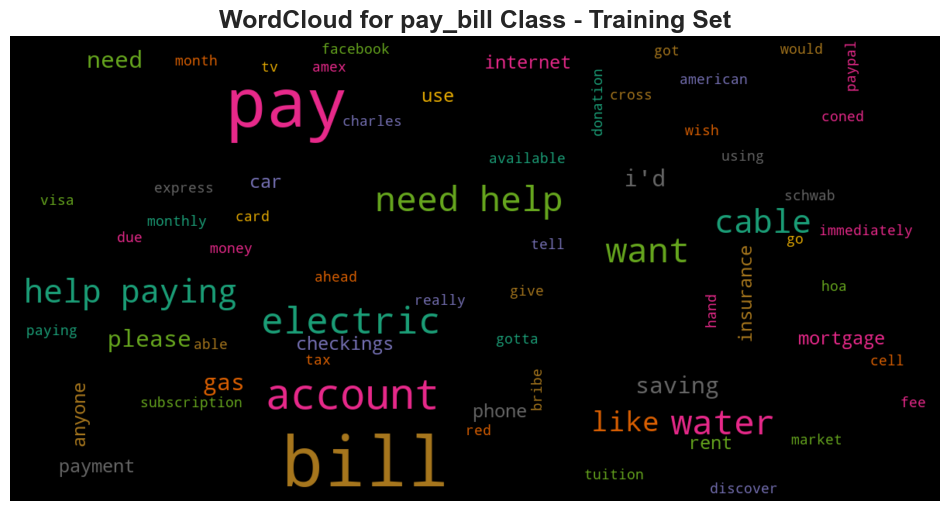 WordCloud for pay_bill Class - Training Set
need
month
facebook
tv
amex
internet
got
would
paypal
pay
charles
use
donation
cross
american
wish
coned
available
using
visa
express
car
monthly
card
due
money
need help
i'd
schwab
cable
go
immediately
tell
want
insurance
help paying
ahead
really
give
hand
hoa
paying
please
able
electric
checkings
gotta
mortgage
tax
cell
anyone
gas
subscription
account
phone
red
bribe
saving
like
water
rent
market
fee
payment
bill
tuition
discover